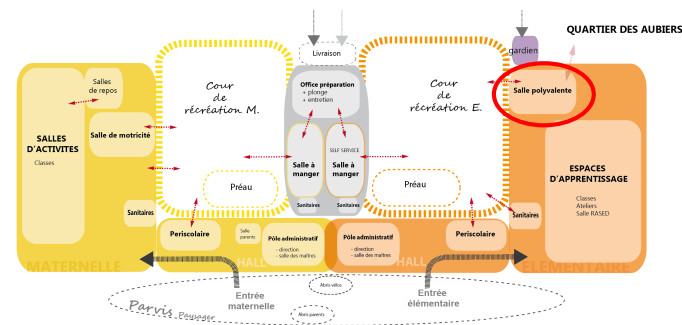 QUARTIER DES AUBIERS
Livraison
gardien
Salles
de repos
Cour
de
récréation M.
Office préparation
+ plonge
+ entretien
Cour
de
récréation E.
Salle polyvalente
SALLES
D'ACTIVITES
Classes
Salle de motricité
SELF SERVICE
Salle à
manger
Salle à
manger
ESPACES
D'APPRENTISSAGE
Classes
Ateliers
Salle RASED
Préau
Préau
Sanitaires
Sanitaires
Sanitaires
Sanitaires
Periscolaire
Salle
parents
Pôle administratif
- direction
- salle des maîtres
Pôle administratif
- direction
- salle des maîtres
Periscolaire
MATERNELLE
HALL
HALL
ELEMENTAIRE
Entrée
maternelle
Abris vélos
Entrée
élémentaire
Parvis Paysager
Abris parents